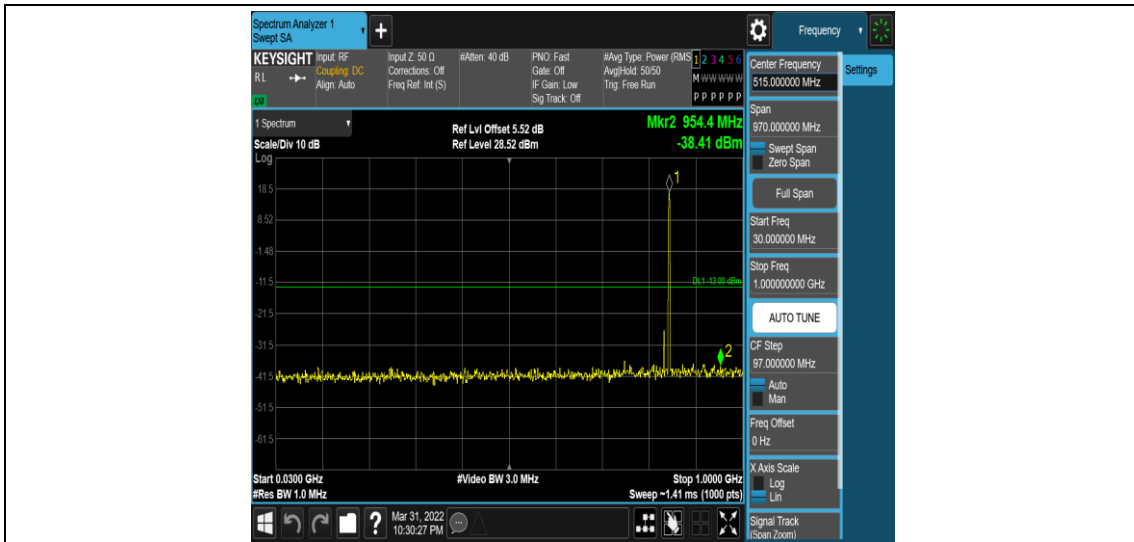 Spectrum Analyzer 1
Swept SA
+
Frequency
KEYSIGHT
RL
LXI
Input: RF
Coupling: DC
Align: Auto
Input Z: 50 Ω
Corrections: Off
Freq Ref: Int (S)
#Atten: 40 dB
PNO: Fast
Gate: Off
IF Gain: Low
Sig Track: Off
#Avg Type: Power (RMS
Avg|Hold: 50/50
Trig: Free Run
1 2 3 4 5 6
M W W W W W
P P P P P P
Center Frequency
515.000000 MHz
Settings
Span
970.000000 MHz
Swept Span
Zero Span
Full Span
Start Freq
30.000000 MHz
Stop Freq
1.000000000 GHz
AUTO TUNE
CF Step
97.000000 MHz
Auto
Man
Freq Offset
0 Hz
X Axis Scale
Log
Lin
Signal Track
(Span Zoom)
1 Spectrum
Scale/Div 10 dB
Log
Ref Lvl Offset 5.52 dB
Ref Level 28.52 dBm
Mkr2 954.4 MHz
-38.41 dBm
1
18.5
8.52
-1.48
-11.5
DL1 -13.00 dBm
-21.5
-31.5
2
-41.5
-51.5
-61.5
Start 0.0300 GHz
#Res BW 1.0 MHz
#Video BW 3.0 MHz
Stop 1.0000 GHz
Sweep ~1.41 ms (1000 pts)
?
Mar 31, 2022
10:30:27 PM